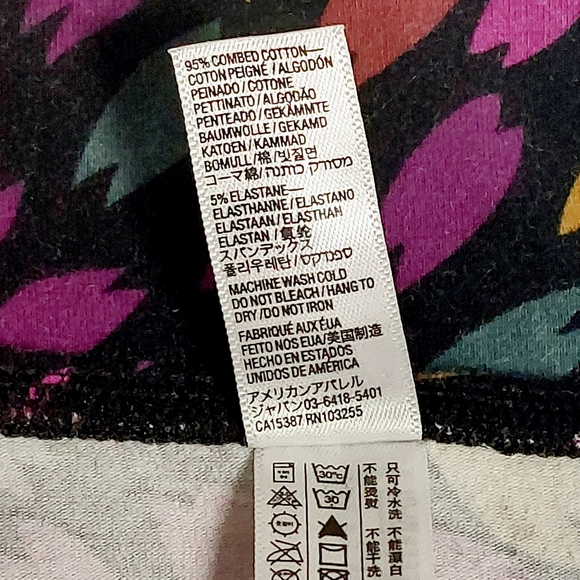 95% COMBED COTTON—
COTON PEIGNÉ / ALGODÓN
PEINADO / COTONE
PETTINATO / ALGODÃO
PENTEADO / GEKÄMMTE
BAUMWOLLE / GEKAMD
KATOEN / KAMMAD
BOMULL / 棉 / 빗질면
コーマ綿 / כותנה מסורק
5% ELASTANE—
ELASTHANNE / ELASTANO
ELASTAAN / ELASTHAN
ELASTAN / 氨纶
スパンデックス
폴리우레탄 / ספנדקס
MACHINE WASH COLD
DO NOT BLEACH / HANG TO
DRY / DO NOT IRON
FABRIQUÉ AUX ÉUA
FEITO NOS EUA / 美国制造
HECHO EN ESTADOS
UNIDOS DE AMÉRICA
アメリカンアパレル
ジャパン 03-6418-5401
CA15387 RN103255
30°C
30
只可冷水洗
不能漂白
不能熨
不能干洗